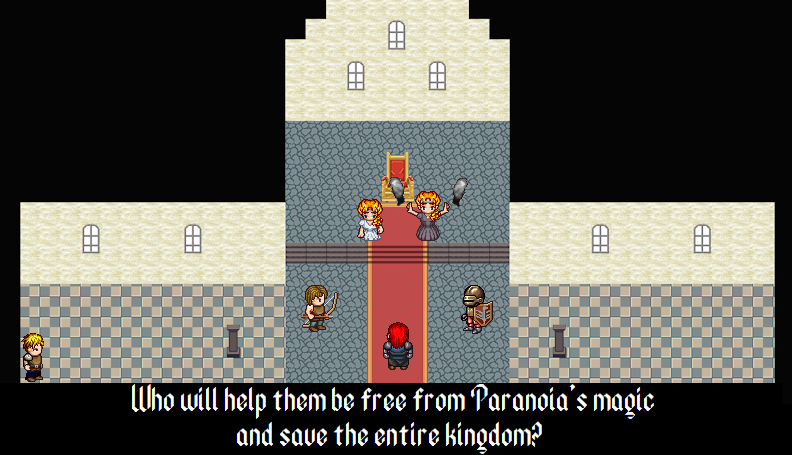 Who will help them be free from Paranoia's magic
and save the entire kingdom?